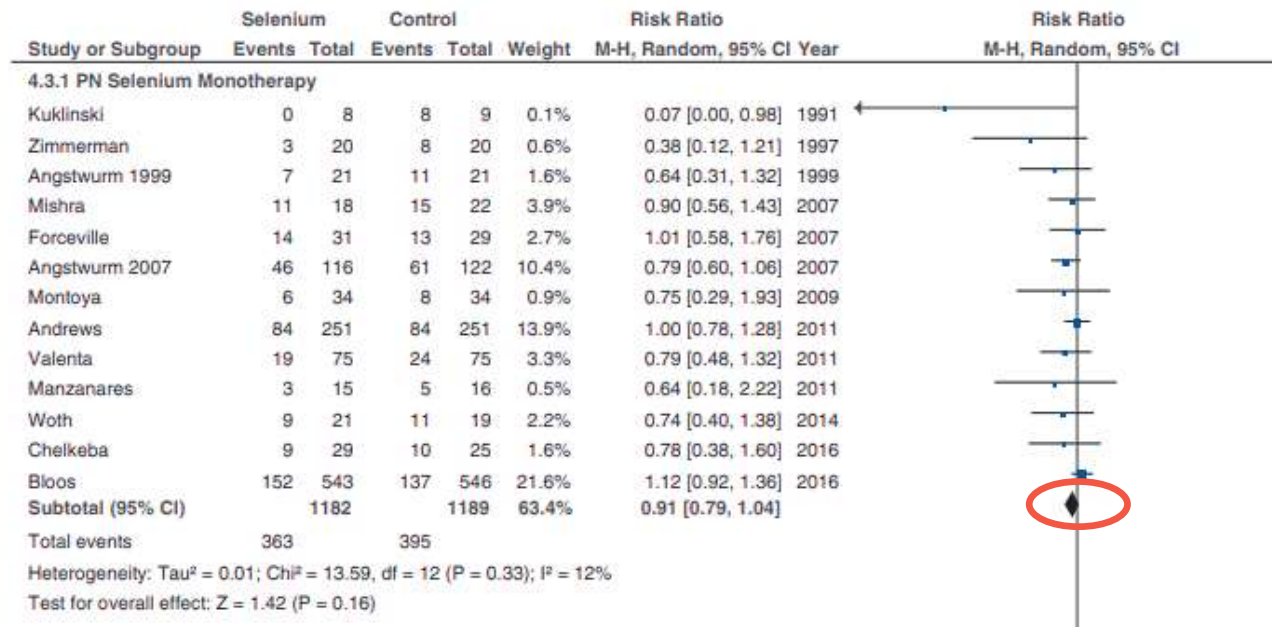 Selenium Control Risk Ratio Risk Ratio
Study or Subgroup Events Total Events Total Weight M-H, Random, 95% CI Year M-H, Random, 95% CI
4.3.1 PN Selenium Monotherapy
Kuklinski 0 8 8 9 0.1% 0.07 [0.00, 0.98] 1991
Zimmerman 3 20 8 20 0.6% 0.38 [0.12, 1.21] 1997
Angstwurm 1999 7 21 11 21 1.6% 0.64 [0.31, 1.32] 1999
Mishra 11 18 15 22 3.9% 0.90 [0.56, 1.43] 2007
Forceville 14 31 13 29 2.7% 1.01 [0.58, 1.76] 2007
Angstwurm 2007 46 116 61 122 10.4% 0.79 [0.60, 1.06] 2007
Montoya 6 34 8 34 0.9% 0.75 [0.29, 1.93] 2009
Andrews 84 251 84 251 13.9% 1.00 [0.78, 1.28] 2011
Valenta 19 75 24 75 3.3% 0.79 [0.48, 1.32] 2011
Manzanares 3 15 5 16 0.5% 0.64 [0.18, 2.22] 2011
Woth 9 21 11 19 2.2% 0.74 [0.40, 1.38] 2014
Chelkeba 9 29 10 25 1.6% 0.78 [0.38, 1.60] 2016
Bloos 152 543 137 546 21.6% 1.12 [0.92, 1.36] 2016
Subtotal (95% CI) 1182 1189 63.4% 0.91 [0.79, 1.04]
Total events 363 395
Heterogeneity: Tau² = 0.01; Chi² = 13.59, df = 12 (P = 0.33); I² = 12%
Test for overall effect: Z = 1.42 (P = 0.16)